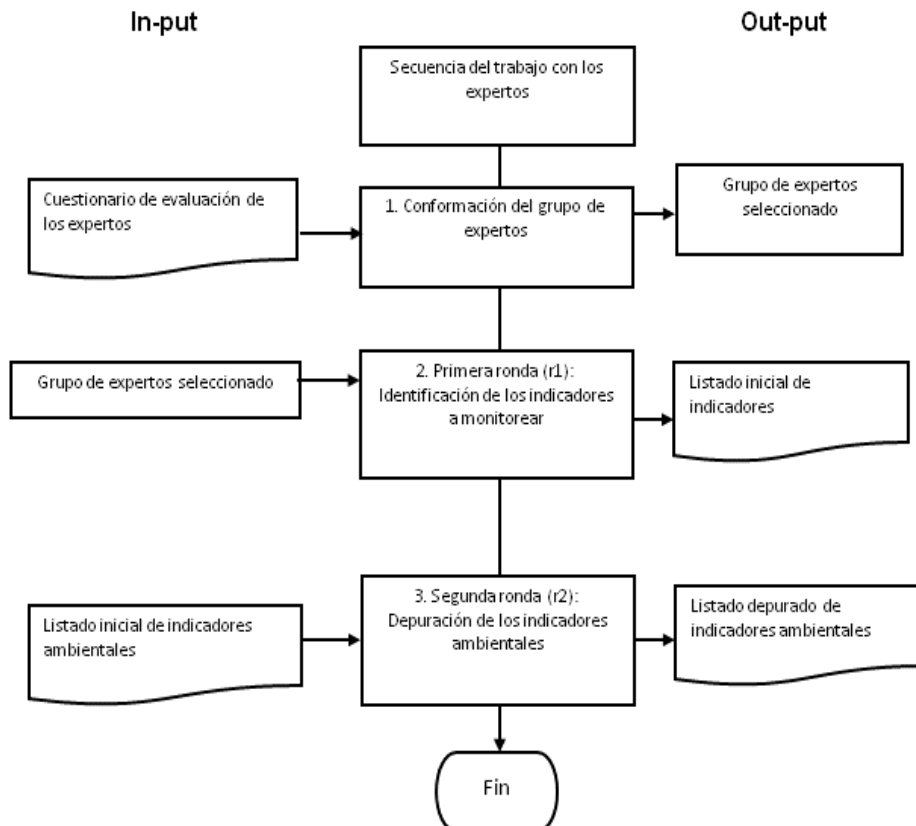 In-put
Out-put
Secuencia del trabajo con los
expertos
Cuestionario de evaluación de
los expertos
1. Conformación del grupo de
expertos
Grupo de expertos
seleccionado
Grupo de expertos seleccionado
2. Primera ronda (r1):
Identificación de los indicadores
a monitorear
Listado inicial de
indicadores
Listado inicial de indicadores
ambientales
3. Segunda ronda (r2):
Depuración de los indicadores
ambientales
Listado depurado de
indicadores ambientales
Fin